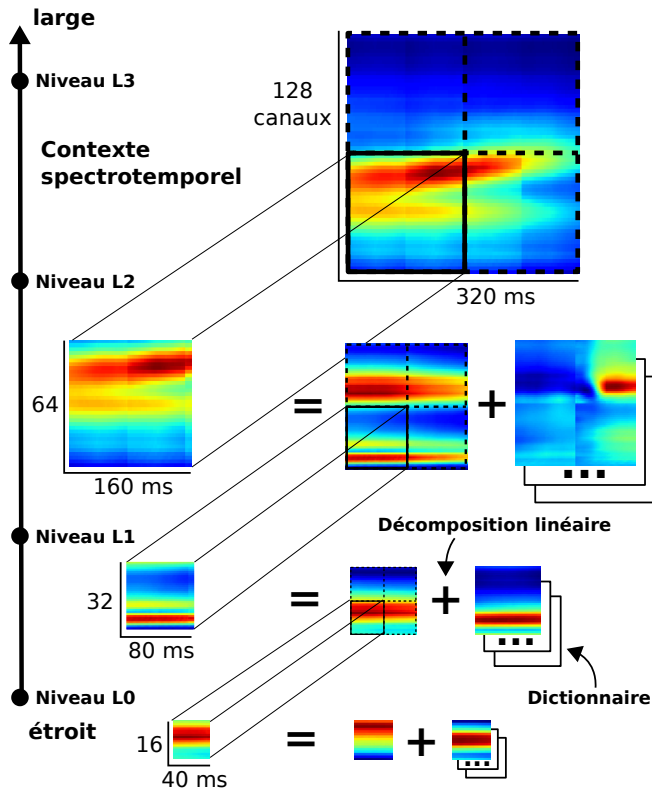 large
Niveau L3
128
canaux
Contexte
spectrotemporel
Niveau L2
320 ms
64
=
+
160 ms
Niveau L1
Décomposition linéaire
32
=
+
80 ms
Dictionnaire
Niveau L0
étroit
16
=
+
40 ms